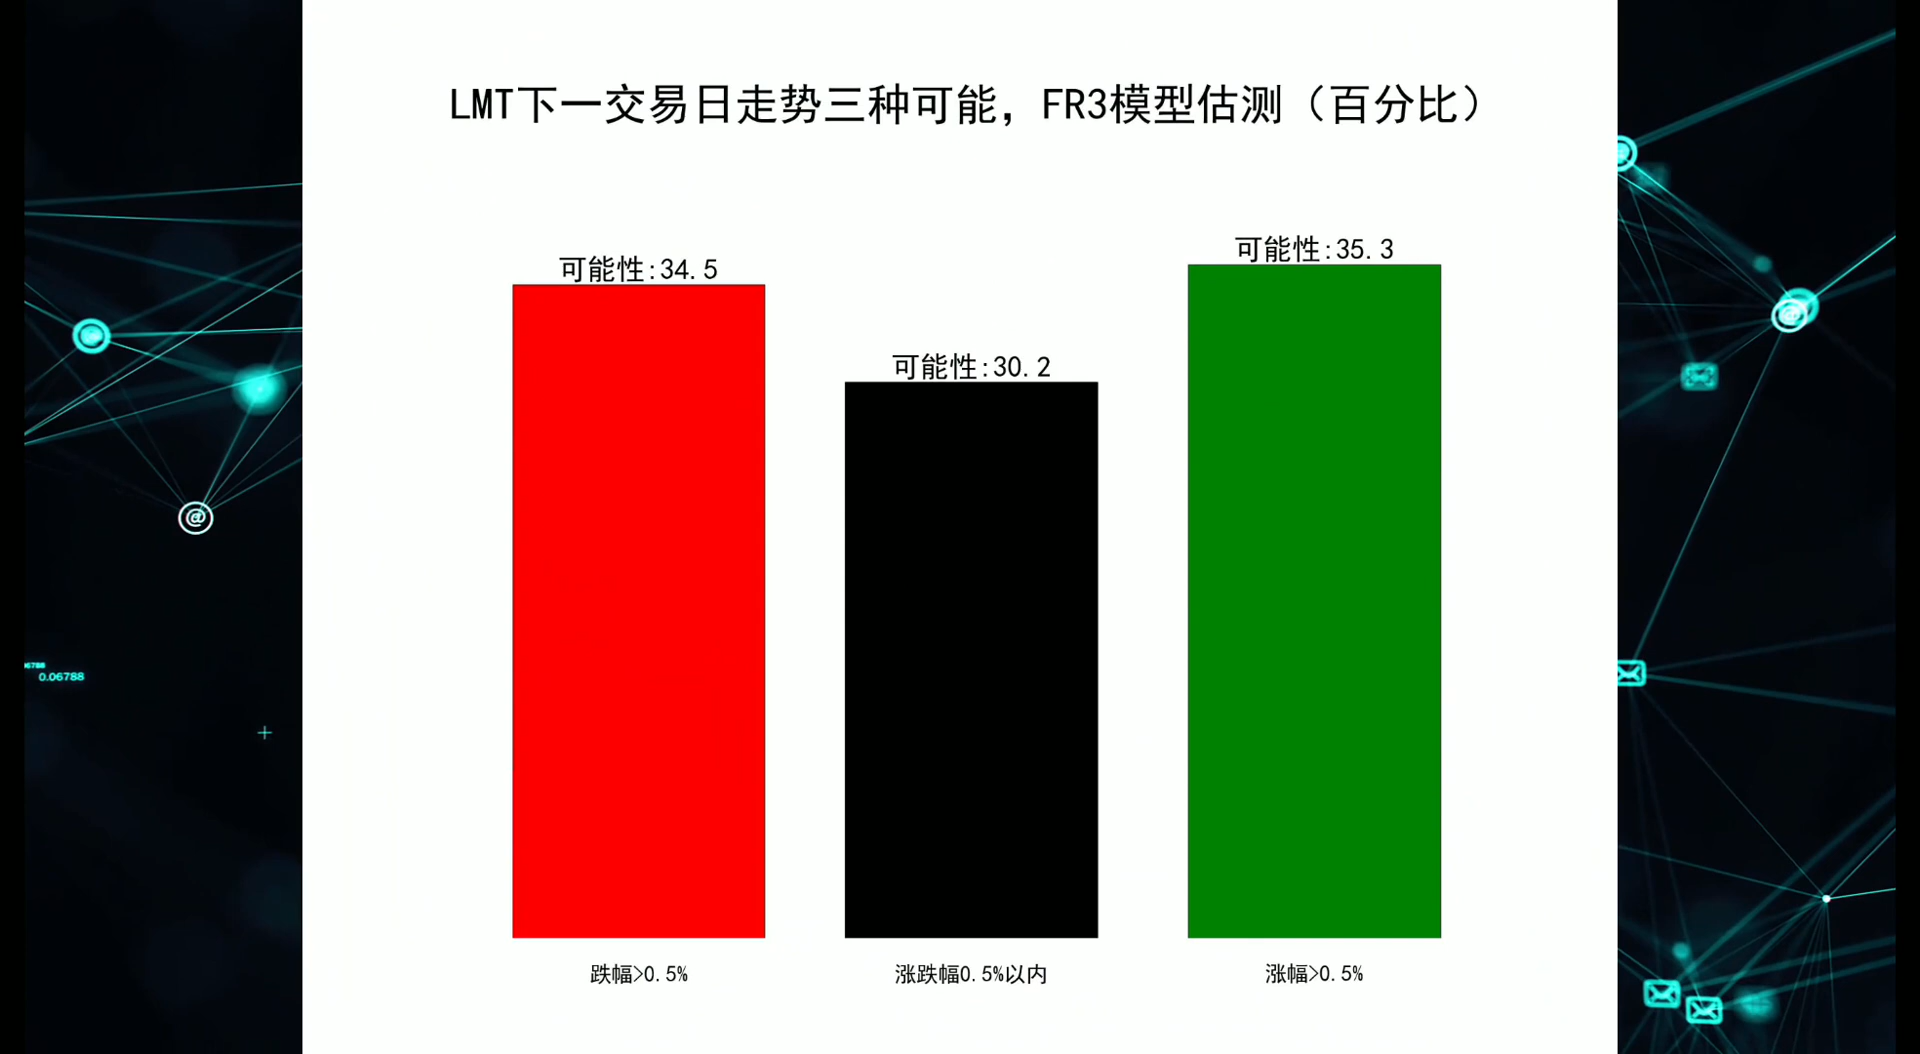 LMT下一交易日走势三种可能，FR3模型估测（百分比）
可能性:34.5
可能性:30.2
可能性:35.3
跌幅>0.5%
涨跌幅0.5%以内
涨幅>0.5%
@
0.06788
@